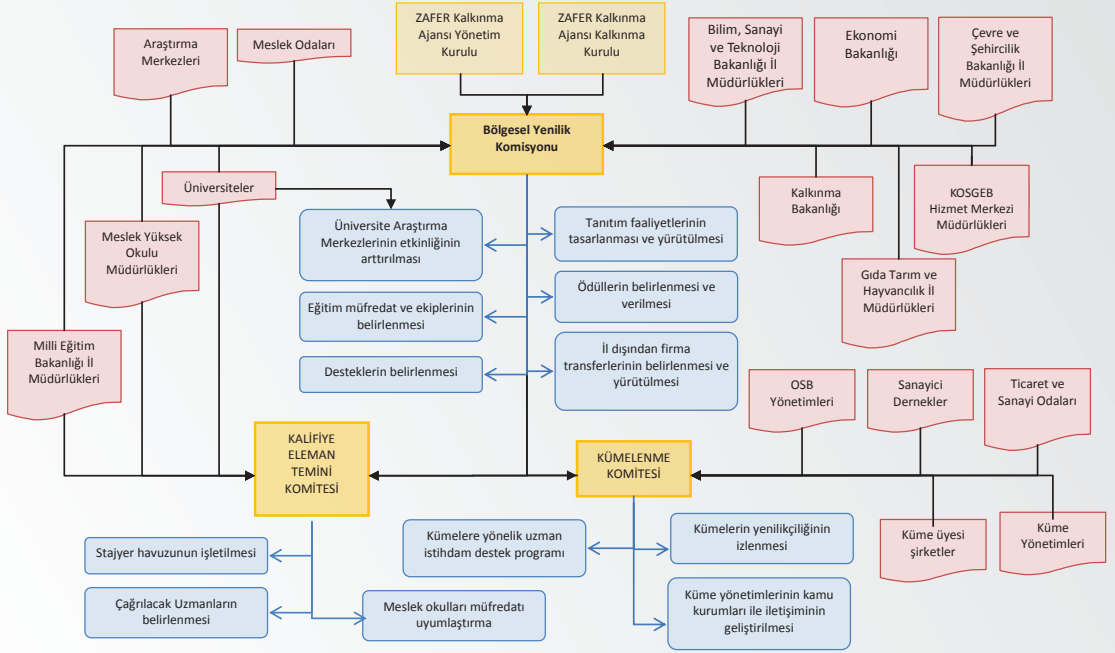 ZAFER Kalkınma
Ajansı Yönetim
Kurulu
ZAFER Kalkınma
Ajansı Kalkınma
Kurulu
Araştırma
Merkezleri
Meslek Odaları
Bilim, Sanayi
ve Teknoloji
Bakanlığı İl
Müdürlükleri
Ekonomi
Bakanlığı
Çevre ve
Şehircilik
Bakanlığı İl
Müdürlükleri
Bölgesel Yenilik
Komisyonu
Üniversiteler
Meslek Yüksek
Okulu
Müdürlükleri
Milli Eğitim
Bakanlığı İl
Müdürlükleri
Kalkınma
Bakanlığı
KOSGEB
Hizmet Merkezi
Müdürlükleri
Gıda Tarım ve
Hayvancılık İl
Müdürlükleri
Üniversite Araştırma
Merkezlerinin etkinliğinin
arttırılması
Tanıtım faaliyetlerinin
tasarlanması ve yürütülmesi
Eğitim müfredat ve ekiplerinin
belirlenmesi
Ödüllerin belirlenmesi ve
verilmesi
Desteklerin belirlenmesi
İl dışından firma
transferlerinin belirlenmesi ve
yürütülmesi
OSB
Yönetimleri
Sanayici
Dernekler
Ticaret ve
Sanayi Odaları
KALİFİYE
ELEMAN
TEMİNİ
KOMİTESİ
KÜMELENME
KOMİTESİ
Küme üyesi
şirketler
Küme
Yönetimleri
Stajyer havuzunun işletilmesi
Kümelere yönelik uzman
istihdam destek programı
Kümelerin yenilikçiliğinin
izlenmesi
Çağrılacak Uzmanların
belirlenmesi
Meslek okulları müfredatı
uyumlaştırma
Küme yönetimlerinin kamu
kurumları ile iletişiminin
geliştirilmesi